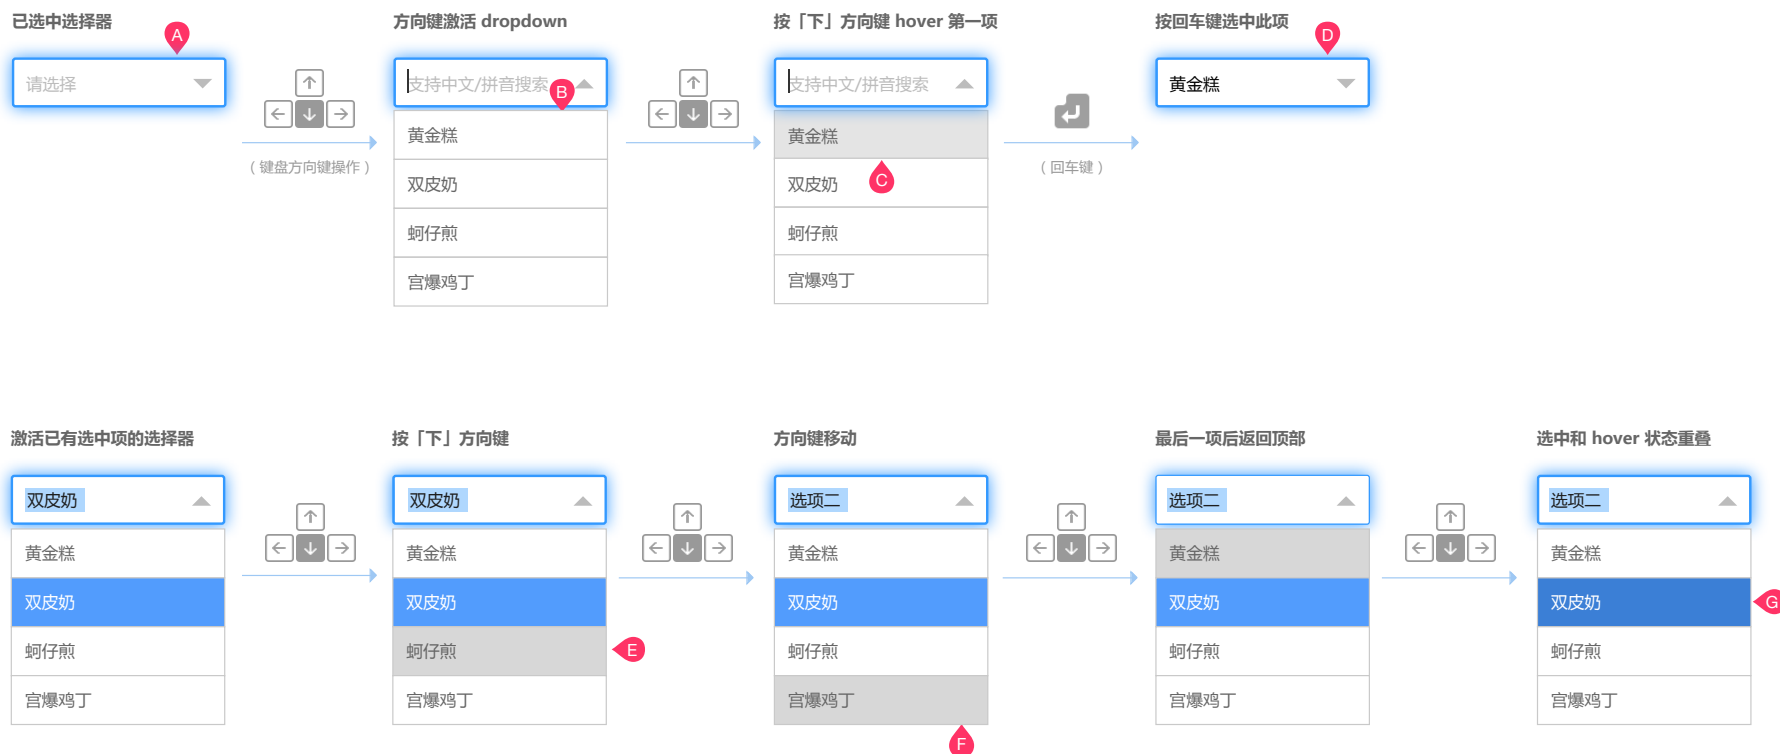 已选中选择器
方向键激活 dropdown
按「下」方向键 hover 第一项
按回车键选中此项
A
D
请选择
支持中文/拼音搜索
B
支持中文/拼音搜索
黄金糕
黄金糕
黄金糕
(键盘方向键操作)
(回车键)
C
双皮奶
双皮奶
蚵仔煎
蚵仔煎
宫爆鸡丁
宫爆鸡丁
激活已有选中项的选择器
按「下」方向键
方向键移动
最后一项后返回顶部
选中和 hover 状态重叠
双皮奶
双皮奶
选项二
选项二
选项二
黄金糕
黄金糕
黄金糕
黄金糕
黄金糕
双皮奶
双皮奶
双皮奶
双皮奶
双皮奶
G
蚵仔煎
蚵仔煎
E
蚵仔煎
蚵仔煎
蚵仔煎
宫爆鸡丁
宫爆鸡丁
宫爆鸡丁
宫爆鸡丁
宫爆鸡丁
F